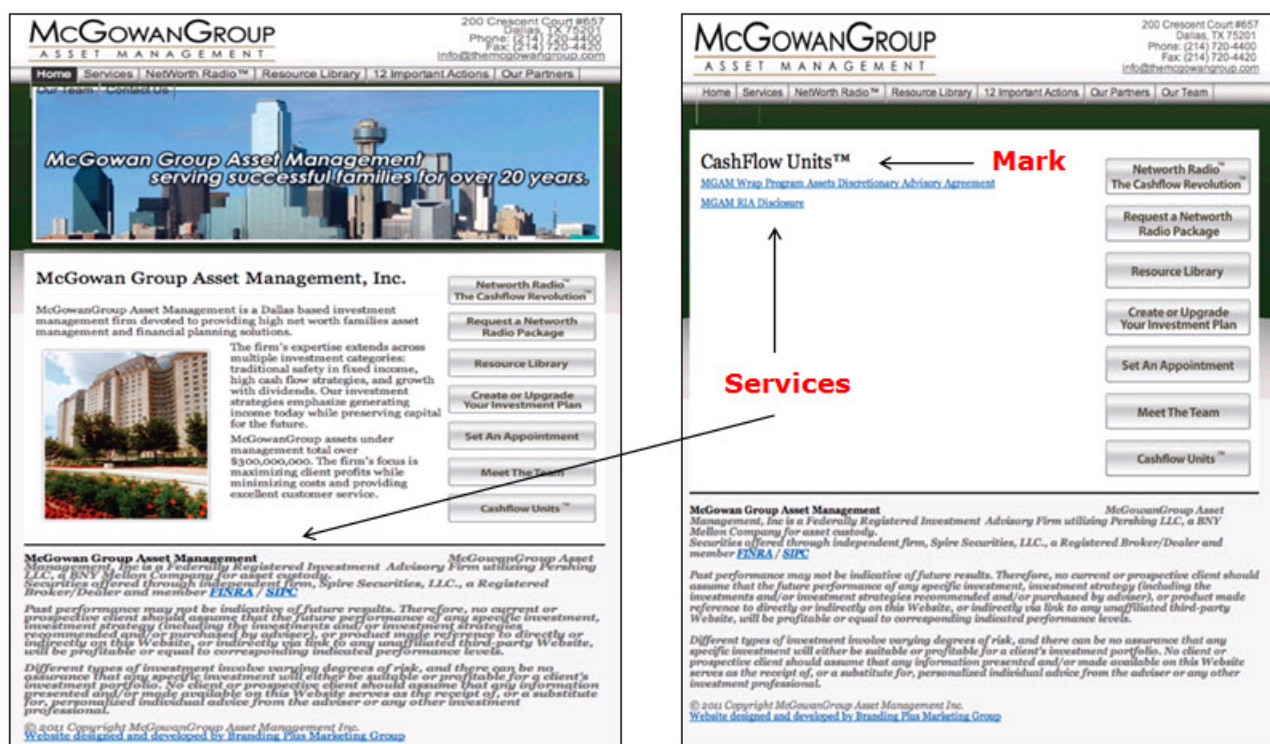 McGowanGroup
ASSET MANAGEMENT
200 Crescent Court #657
Dallas, TX 75201
Phone: (214) 720-4400
Fax: (214) 720-4420
info@themcgowangroup.com
Home Services NetWorth Radio™ Resource Library 12 Important Actions Our Partners
Our Team Contact Us
McGowan Group Asset Management
serving successful families for over 20 years.
McGowan Group Asset Management, Inc.
McGowanGroup Asset Management is a Dallas based investment
management firm devoted to providing high net worth families asset
management and financial planning solutions.
The firm's expertise extends across
multiple investment categories:
traditional safety in fixed income,
high cash flow strategies, and growth
with dividends. Our investment
strategies emphasize generating
income today while preserving capital
for the future.
McGowanGroup assets under
management total over
$300,000,000. The firm's focus is
maximizing client profits while
minimizing costs and providing
excellent customer service.
Networth Radio™
The Cashflow Revolution™
Request a Networth
Radio Package
Resource Library
Create or Upgrade
Your Investment Plan
Set An Appointment
Meet The Team
Cashflow Units™
McGowan Group Asset Management McGowanGroup Asset
Management, Inc is a Federally Registered Investment Advisory Firm utilizing Pershing
LLC, a BNY Mellon Company for asset custody.
Securities offered through independent firm, Spire Securities, LLC., a Registered
Broker/Dealer and member FINRA / SIPC
Past performance may not be indicative of future results. Therefore, no current or
prospective client should assume that the future performance of any specific investment,
investment strategy (including the investments and/or investment strategies
recommended and/or purchased by adviser), or product made reference to directly or
indirectly on this Website, or indirectly via link to any unaffiliated third-party Website,
will be profitable or equal to corresponding indicated performance levels.
Different types of investment involve varying degrees of risk, and there can be no
assurance that any specific investment will either be suitable or profitable for a client's
investment portfolio. No client or prospective client should assume that any information
presented and/or made available on this Website serves as the receipt of, or a substitute
for, personalized individual advice from the adviser or any other investment
professional.
© 2011 Copyright McGowanGroup Asset Management Inc.
Website designed and developed by Branding Plus Marketing Group
McGowanGroup
ASSET MANAGEMENT
200 Crescent Court #657
Dallas, TX 75201
Phone: (214) 720-4400
Fax: (214) 720-4420
info@themcgowangroup.com
Home Services NetWorth Radio™ Resource Library 12 Important Actions Our Partners Our Team
CashFlow Units™
Mark
MGAM Wrap Program Assets Discretionary Advisory Agreement
MGAM RIA Disclosure
Services
Networth Radio™
The Cashflow Revolution™
Request a Networth
Radio Package
Resource Library
Create or Upgrade
Your Investment Plan
Set An Appointment
Meet The Team
Cashflow Units™
McGowan Group Asset Management McGowanGroup Asset
Management, Inc is a Federally Registered Investment Advisory Firm utilizing Pershing LLC, a BNY
Mellon Company for asset custody.
Securities offered through independent firm, Spire Securities, LLC., a Registered Broker/Dealer and
member FINRA / SIPC
Past performance may not be indicative of future results. Therefore, no current or prospective client should
assume that the future performance of any specific investment, investment strategy (including the
investments and/or investment strategies recommended and/or purchased by adviser), or product made
reference to directly or indirectly on this Website, or indirectly via link to any unaffiliated third-party
Website, will be profitable or equal to corresponding indicated performance levels.
Different types of investment involve varying degrees of risk, and there can be no assurance that any
specific investment will either be suitable or profitable for a client's investment portfolio. No client or
prospective client should assume that any information presented and/or made available on this Website
serves as the receipt of, or a substitute for, personalized individual advice from the adviser or any other
investment professional.
© 2011 Copyright McGowanGroup Asset Management Inc.
Website designed and developed by Branding Plus Marketing Group